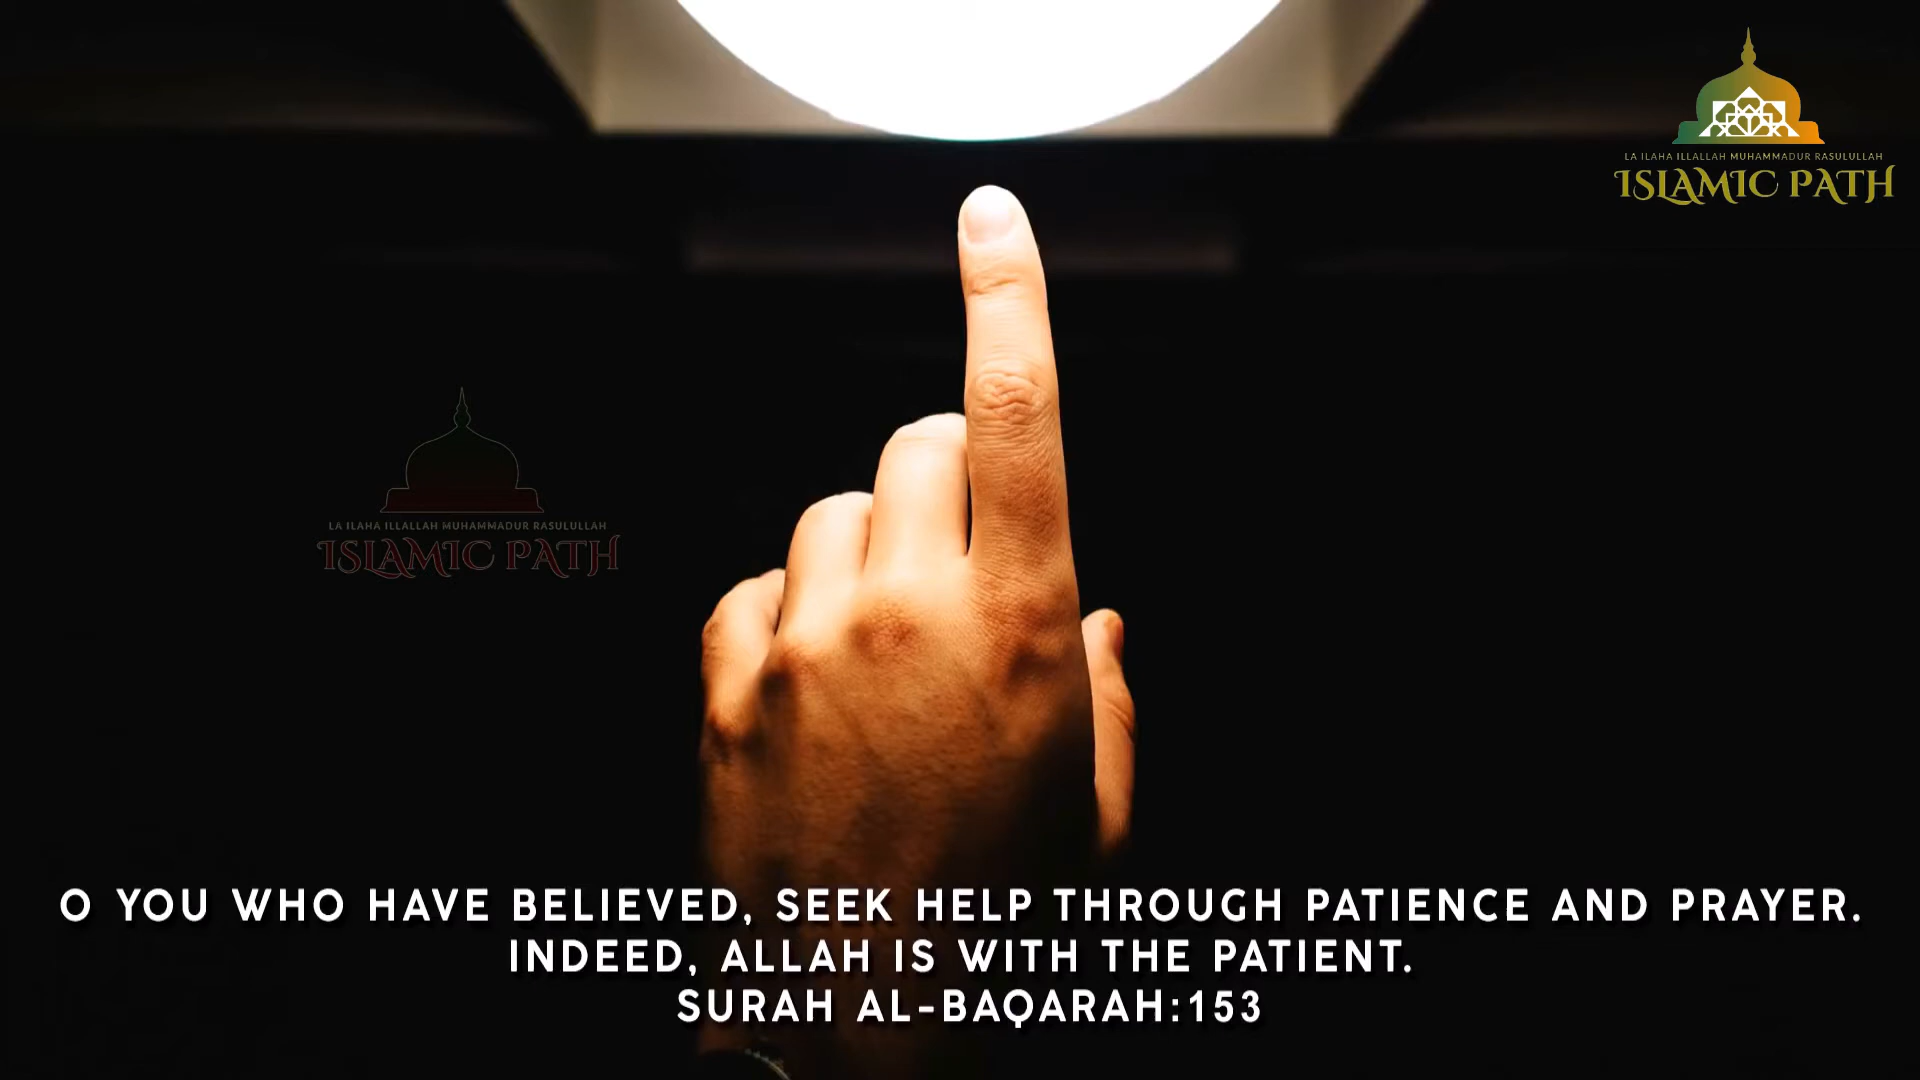 LA ILAHA ILLALLAH MUHAMMADUR RASULULLAH
ISLAMIC PATH
LA ILAHA ILLALLAH MUHAMMADUR RASULULLAH
ISLAMIC PATH
O YOU WHO HAVE BELIEVED, SEEK HELP THROUGH PATIENCE AND PRAYER.
INDEED, ALLAH IS WITH THE PATIENT.
SURAH AL-BAQARAH:153